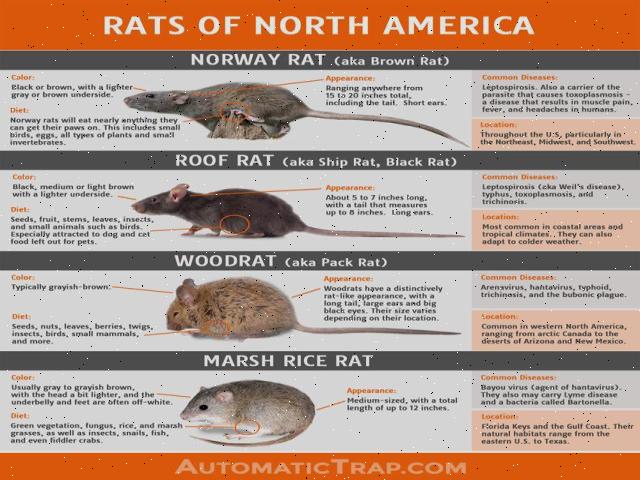 RATS OF NORTH AMERICA
NORWAY RAT (aka Brown Rat)
Color:
Black or brown, with a lighter
gray or brown underside.
Diet:
Norway rats will eat nearly anything they
can get their paws on. This includes small
birds, eggs, all types of plants and small
invertebrates.
Appearance:
Ranging anywhere from
15 to 20 inches total,
including the tail. Short ears.
Common Diseases:
Leptospirosis. Also a carrier of the
parasite that causes toxoplasmosis -
a disease that results in muscle pain,
fever, and headaches in humans.
Location:
Throughout the U.S, particularly in
the Northeast, Midwest, and Southwest.
ROOF RAT (aka Ship Rat, Black Rat)
Color:
Black, medium or light brown
with a lighter underside.
Diet:
Seeds, fruit, stems, leaves, insects,
and small animals such as birds.
Especially attracted to dog and cat
food left out for pets.
Appearance:
About 5 to 7 inches long,
with a tail that measures
up to 8 inches. Long ears.
Common Diseases:
Leptospirosis (aka Weil's disease),
typhus, toxoplasmosis, and
trichinosis.
Location:
Most common in coastal areas and
tropical climates. They can also
adapt to colder weather.
WOODRAT (aka Pack Rat)
Color:
Typically grayish-brown.
Diet:
Seeds, nuts, leaves, berries, twigs,
insects, birds, small mammals,
and more.
Appearance:
Woodrats have a distinctively
rat-like appearance, with a
long tail, large ears and big
black eyes. Their size varies
depending on their location.
Common Diseases:
Arenavirus, hantavirus, typhoid,
trichinosis, and the bubonic plague.
Location:
Common in western North America,
ranging from arctic Canada to the
deserts of Arizona and New Mexico.
MARSH RICE RAT
Color:
Usually gray to grayish brown,
with the head a bit lighter, and the
underbelly and feet are often off-white.
Diet:
Green vegetation, fungus, rice, and marsh
grasses, as well as insects, snails, fish,
and even fiddler crabs.
Appearance:
Medium-sized, with a total
length of up to 12 inches.
Common Diseases:
Bayou virus (agent of hantavirus).
They also may carry Lyme disease
and a bacteria called Bartonella.
Location:
Florida Keys and the Gulf Coast. Their
natural habitats range from the
eastern U.S. to Texas.
AUTOMATICTRAP.COM